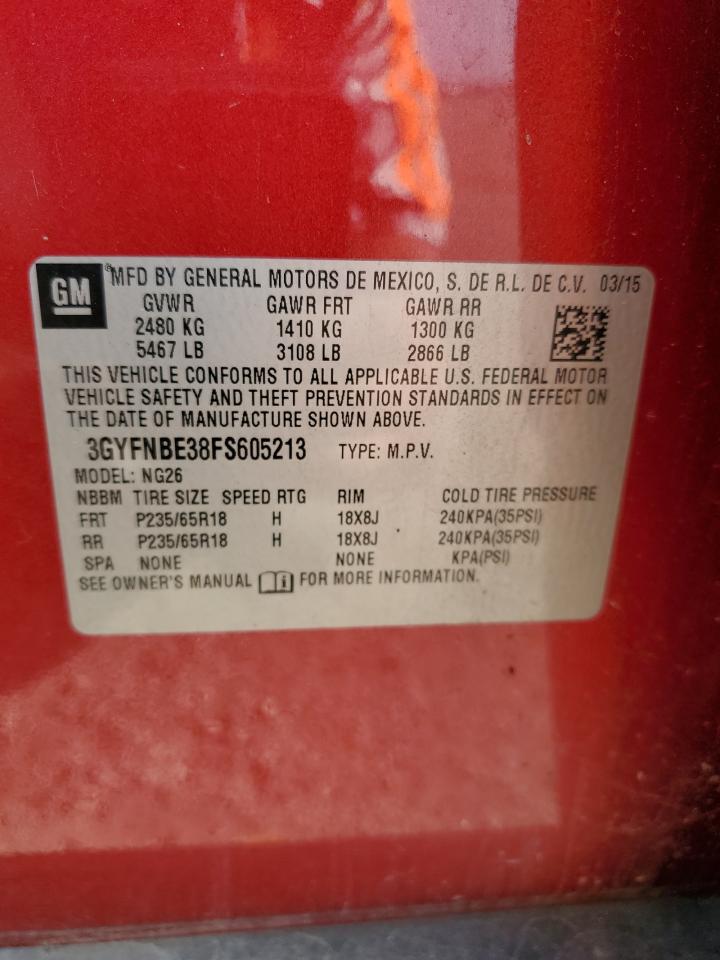 GM ® MFD BY GENERAL MOTORS DE MEXICO, S. DE R.L. DE C.V. 03/15
GVWR GAWR FRT GAWR RR
2480 KG 1410 KG 1300 KG
5467 LB 3108 LB 2866 LB
THIS VEHICLE CONFORMS TO ALL APPLICABLE U.S. FEDERAL MOTOR
VEHICLE SAFETY AND THEFT PREVENTION STANDARDS IN EFFECT ON
THE DATE OF MANUFACTURE SHOWN ABOVE.
3GYFNBE38FS605213 TYPE: M.P.V.
MODEL: NG26
NBBM TIRE SIZE SPEED RTG RIM COLD TIRE PRESSURE
FRT P235/65R18 H 18X8J 240KPA(35PSI)
RR P235/65R18 H 18X8J 240KPA(35PSI)
SPA NONE NONE KPA(PSI)
SEE OWNER'S MANUAL FOR MORE INFORMATION.